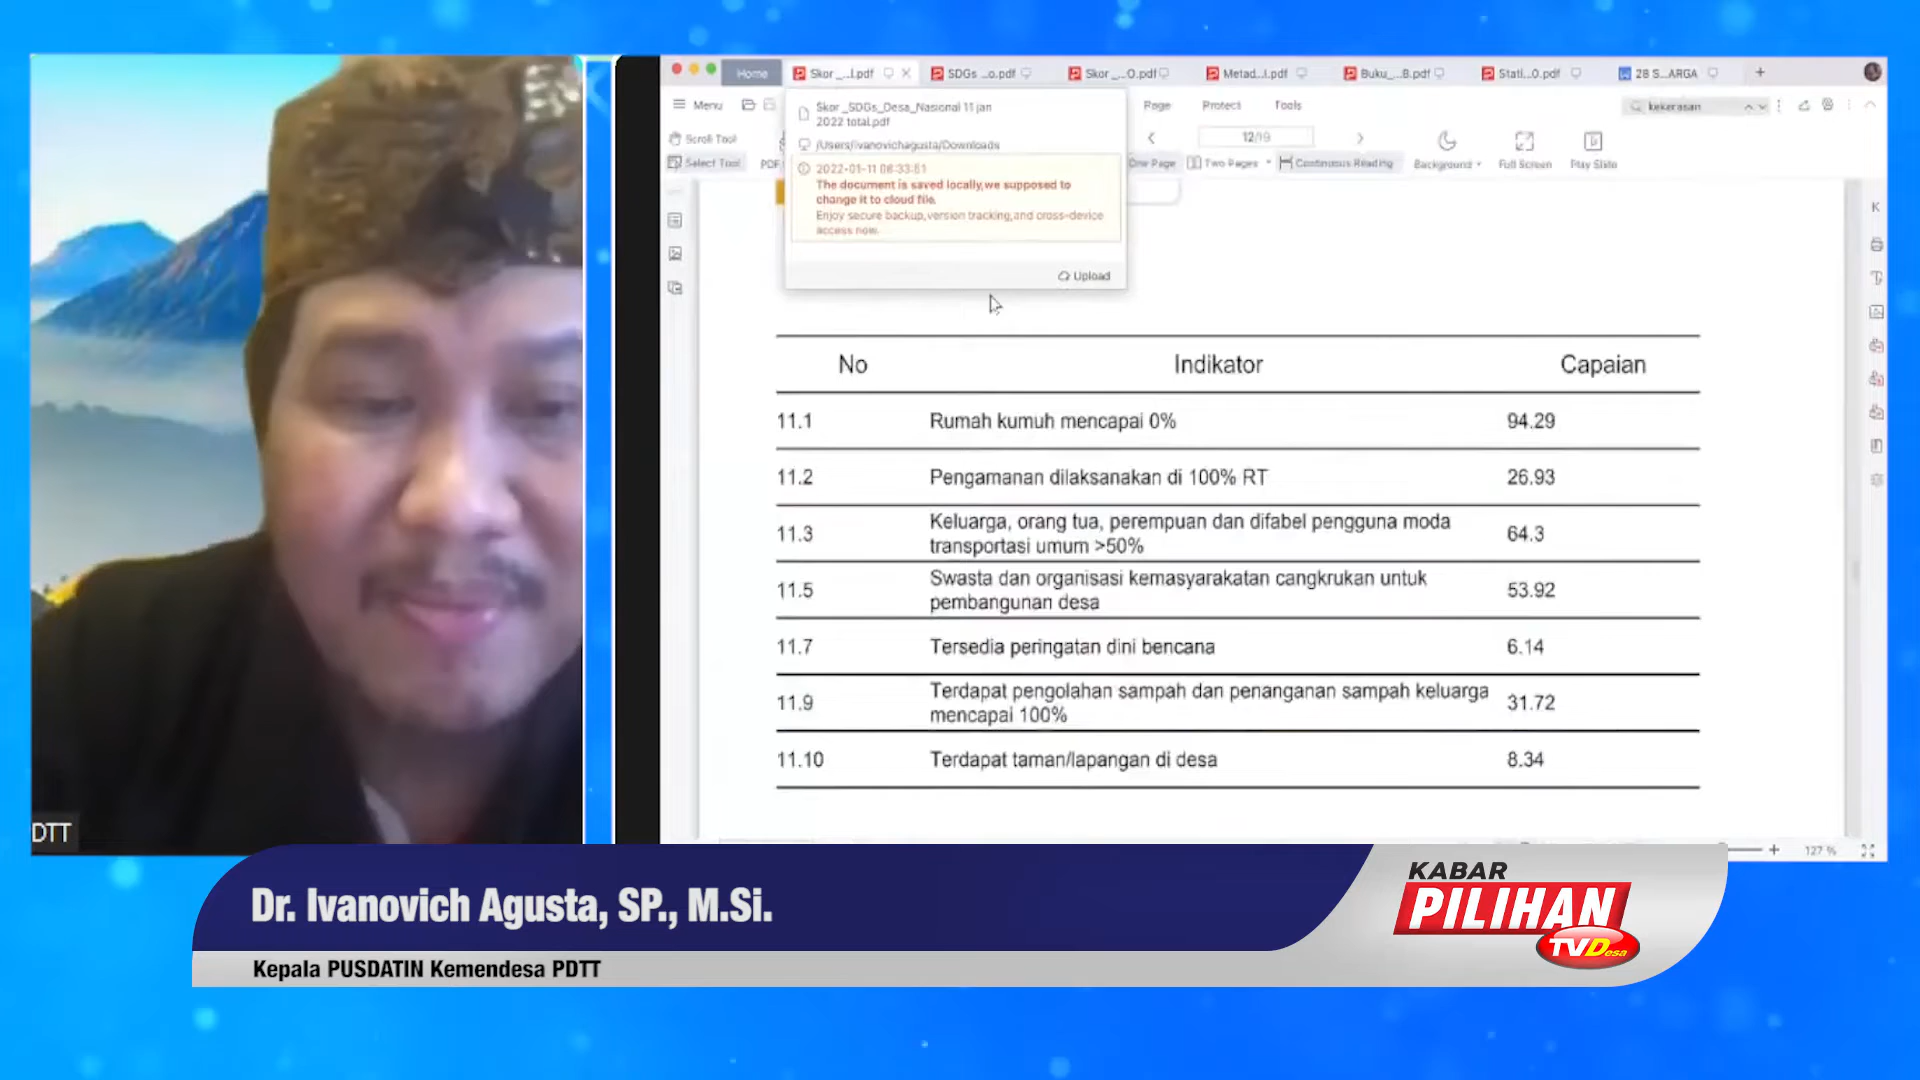 Home
Skor_...l.pdf
SDGs _...o.pdf
Skor_...O.pdf
Metad...l.pdf
Buku_...B.pdf
Stati...0.pdf
28 S...ARGA
Menu
Page
Protect
Tools
kekerasan
Skor_SDGs_Desa_Nasional 11 jan
2022 total.pdf
/Users/ivanovichagusta/Downloads
2022-01-11 06:33:51
The document is saved locally,we supposed to
change it to cloud file.
Enjoy secure backup,version tracking,and cross-device
access now.
Upload
Scroll Tool
Select Tool
PDF
12/19
One Page
Two Pages
Continuous Reading
Background
Full Screen
Play Slide
No Indikator Capaian
11.1 Rumah kumuh mencapai 0% 94.29
11.2 Pengamanan dilaksanakan di 100% RT 26.93
11.3 Keluarga, orang tua, perempuan dan difabel pengguna moda
transportasi umum >50% 64.3
11.5 Swasta dan organisasi kemasyarakatan cangkrukan untuk
pembangunan desa 53.92
11.7 Tersedia peringatan dini bencana 6.14
11.9 Terdapat pengolahan sampah dan penanganan sampah keluarga
mencapai 100% 31.72
11.10 Terdapat taman/lapangan di desa 8.34
127 %
DTT
Dr. Ivanovich Agusta, SP., M.Si.
Kepala PUSDATIN Kemendesa PDTT
KABAR
PILIHAN
TVDesa